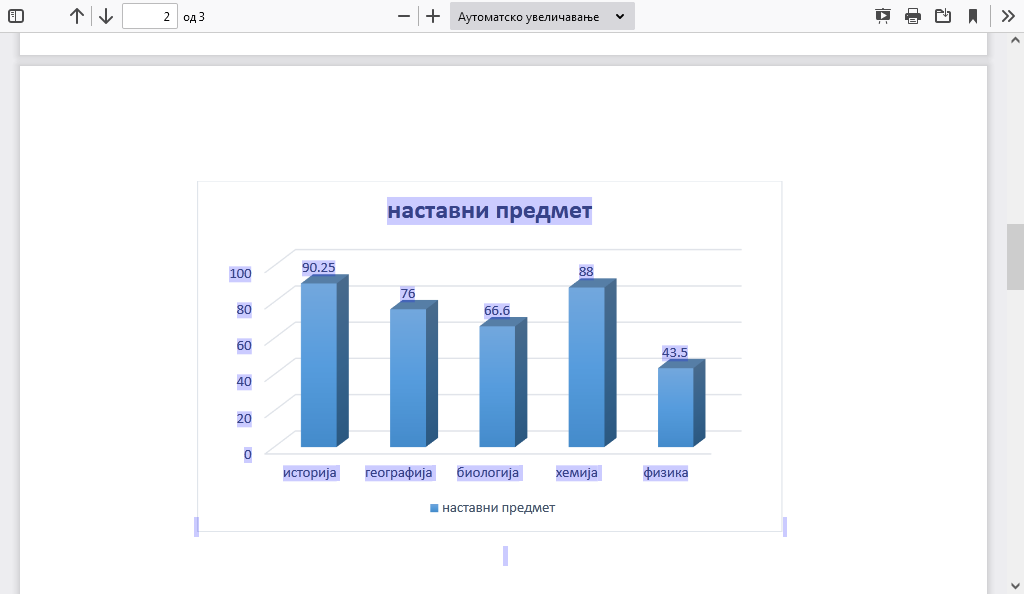 2 од 3 Аутоматско увеличавање
наставни предмет
100
80
60
40
20
0
90.25
76
66.6
88
43.5
историја географија биологија хемија физика
наставни предмет